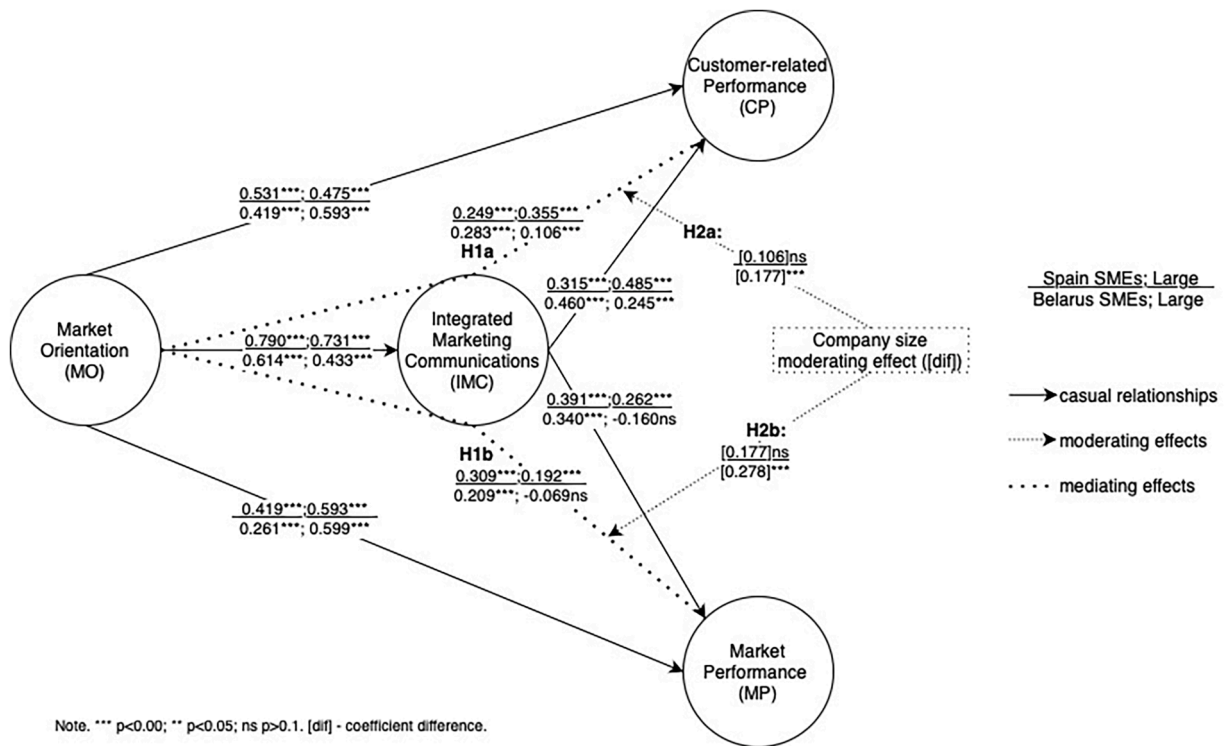 Customer-related
Performance
(CP)
0.531***; 0.475***
0.419***; 0.593***
0.249***;0.355***
0.283***; 0.106***
H1a
H2a:
[0.106]ns
[0.177]***
Spain SMEs; Large
Belarus SMEs; Large
0.315***;0.485***
0.460***; 0.245***
Market
Orientation
(MO)
0.790***;0.731***
0.614***; 0.433***
Integrated
Marketing
Communications
(IMC)
Company size
moderating effect ([dif])
0.391***;0.262***
0.340***; -0.160ns
casual relationships
H2b:
[0.177]ns
[0.278]***
moderating effects
H1b
0.309***;0.192***
0.209***; -0.069ns
mediating effects
0.419***;0.593***
0.261***; 0.599***
Market
Performance
(MP)
Note. *** p<0.00; ** p<0.05; ns p>0.1. [dif] - coefficient difference.